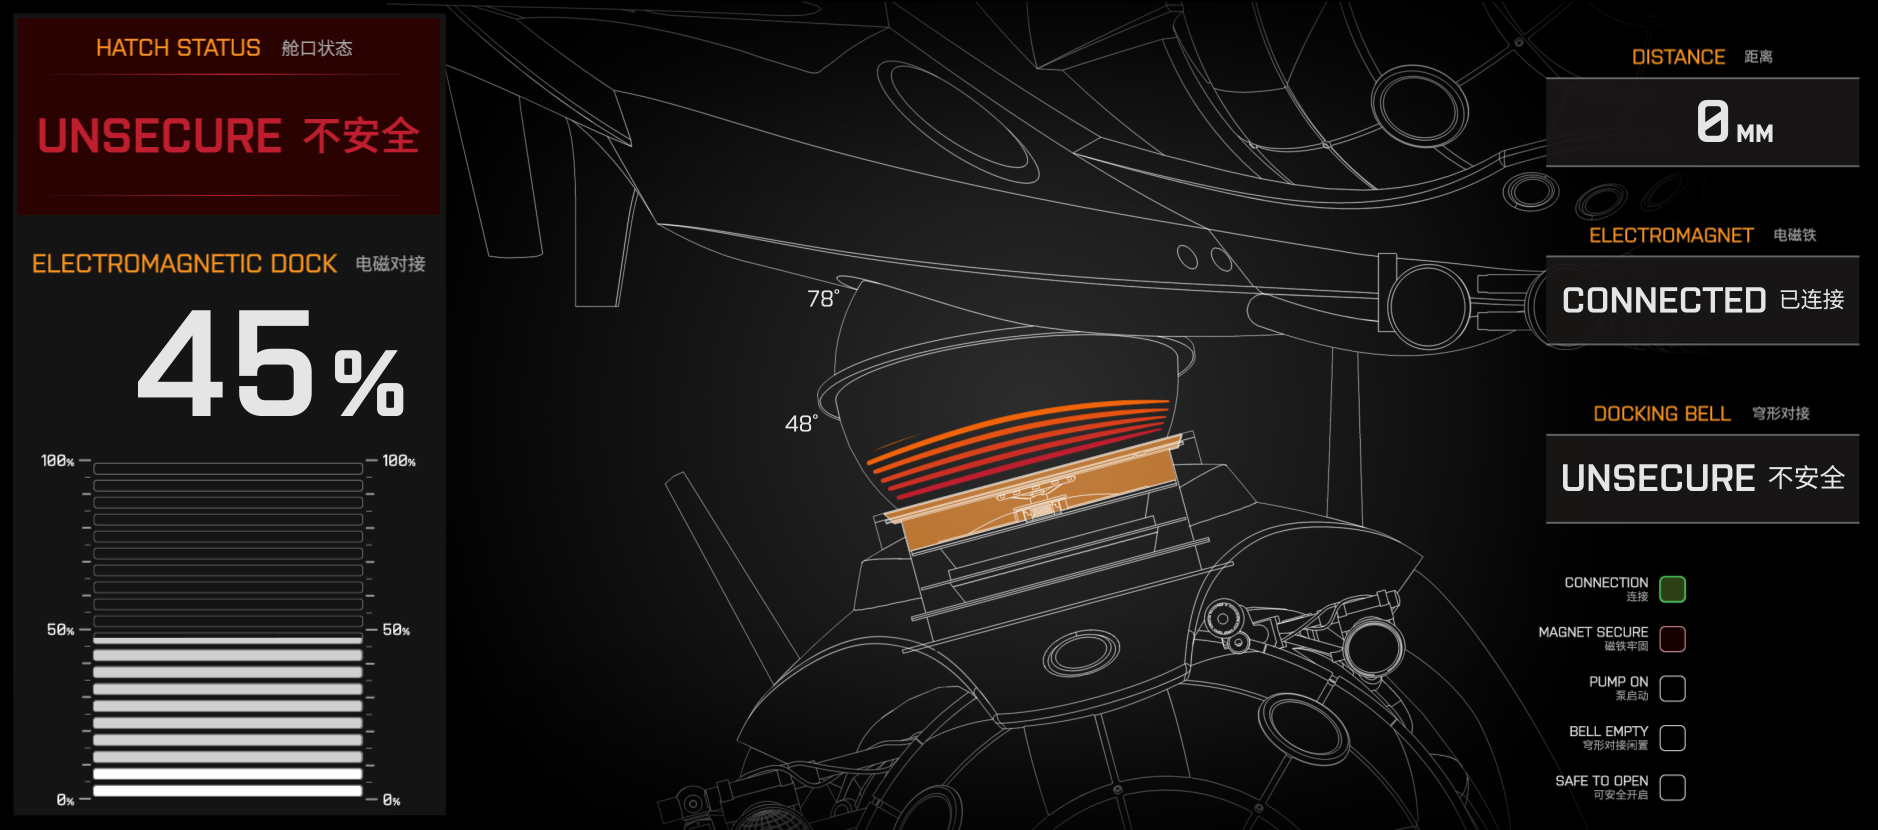 HATCH STATUS 舱口状态
UNSECURE 不安全
ELECTROMAGNETIC DOCK 电磁对接
45%
100% 100%
50% 50%
0% 0%
78°
48°
DISTANCE 距离
0 MM
ELECTROMAGNET 电磁铁
CONNECTED 已连接
DOCKING BELL 穹形对接
UNSECURE 不安全
CONNECTION
连接
MAGNET SECURE
磁铁牢固
PUMP ON
泵启动
BELL EMPTY
穹形对接闲置
SAFE TO OPEN
可安全开启